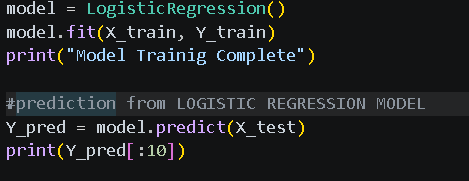 model = LogisticRegression()
model.fit(X_train, Y_train)
print("Model Trainig Complete")
#prediction from LOGISTIC REGRESSION MODEL
Y_pred = model.predict(X_test)
print(Y_pred[:10])